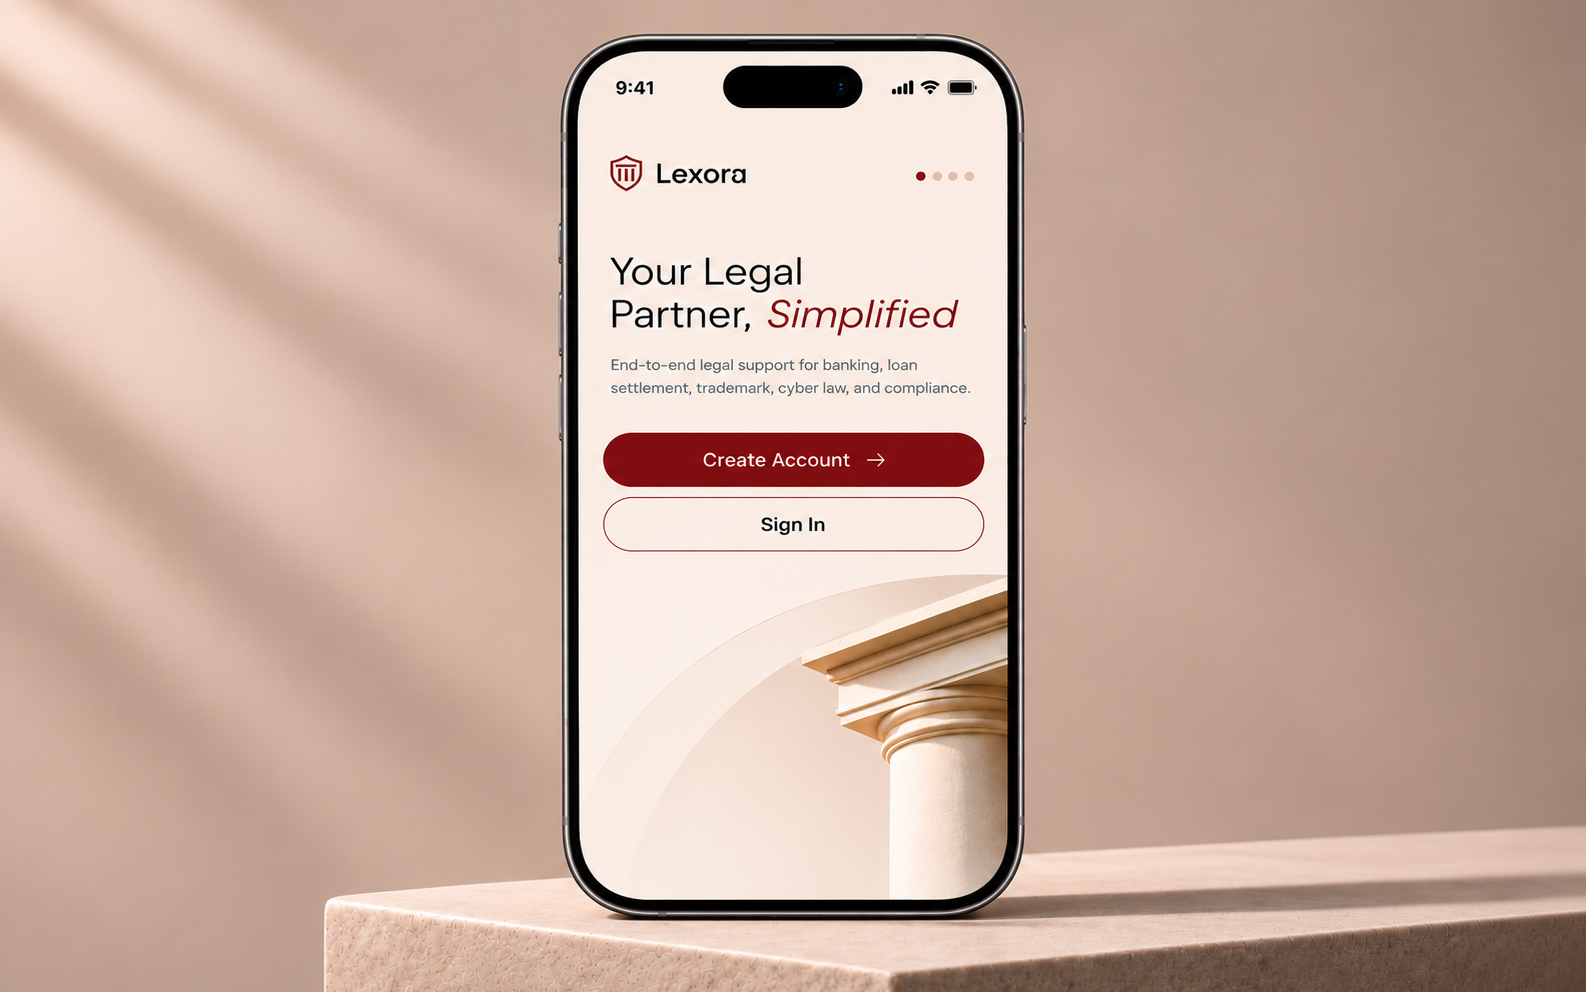 9:41
Lexora
Your Legal
Partner, Simplified
End-to-end legal support for banking, loan
settlement, trademark, cyber law, and compliance.
Create Account →
Sign In